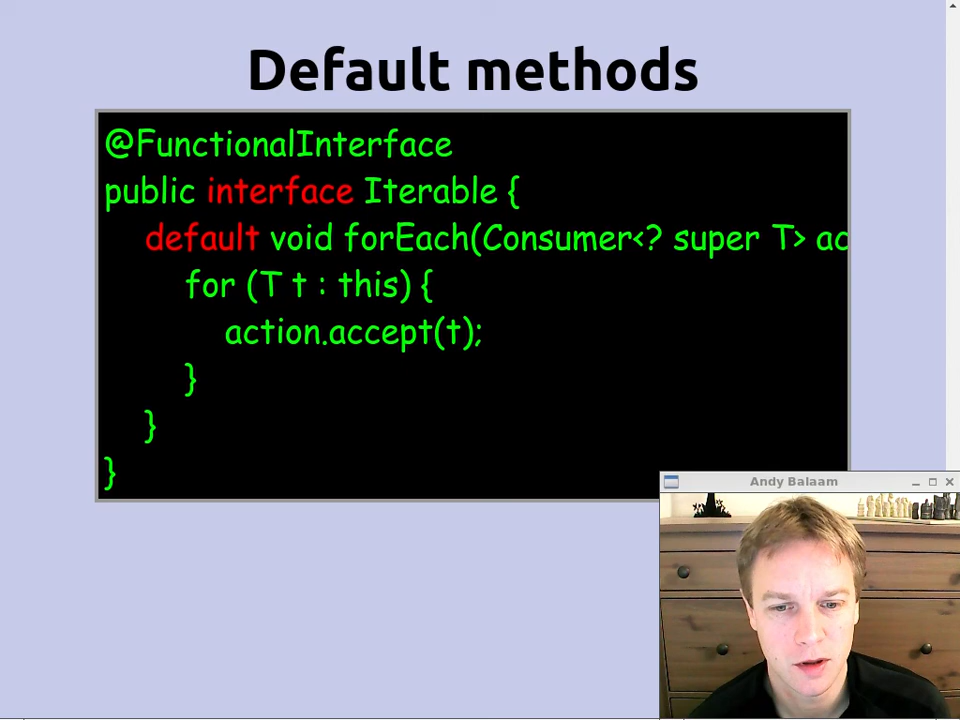 Default methods
@FunctionalInterface
public interface Iterable {
default void forEach(Consumer<? super T> ac
for (T t : this) {
action.accept(t);
}
}
}
Andy Balaam